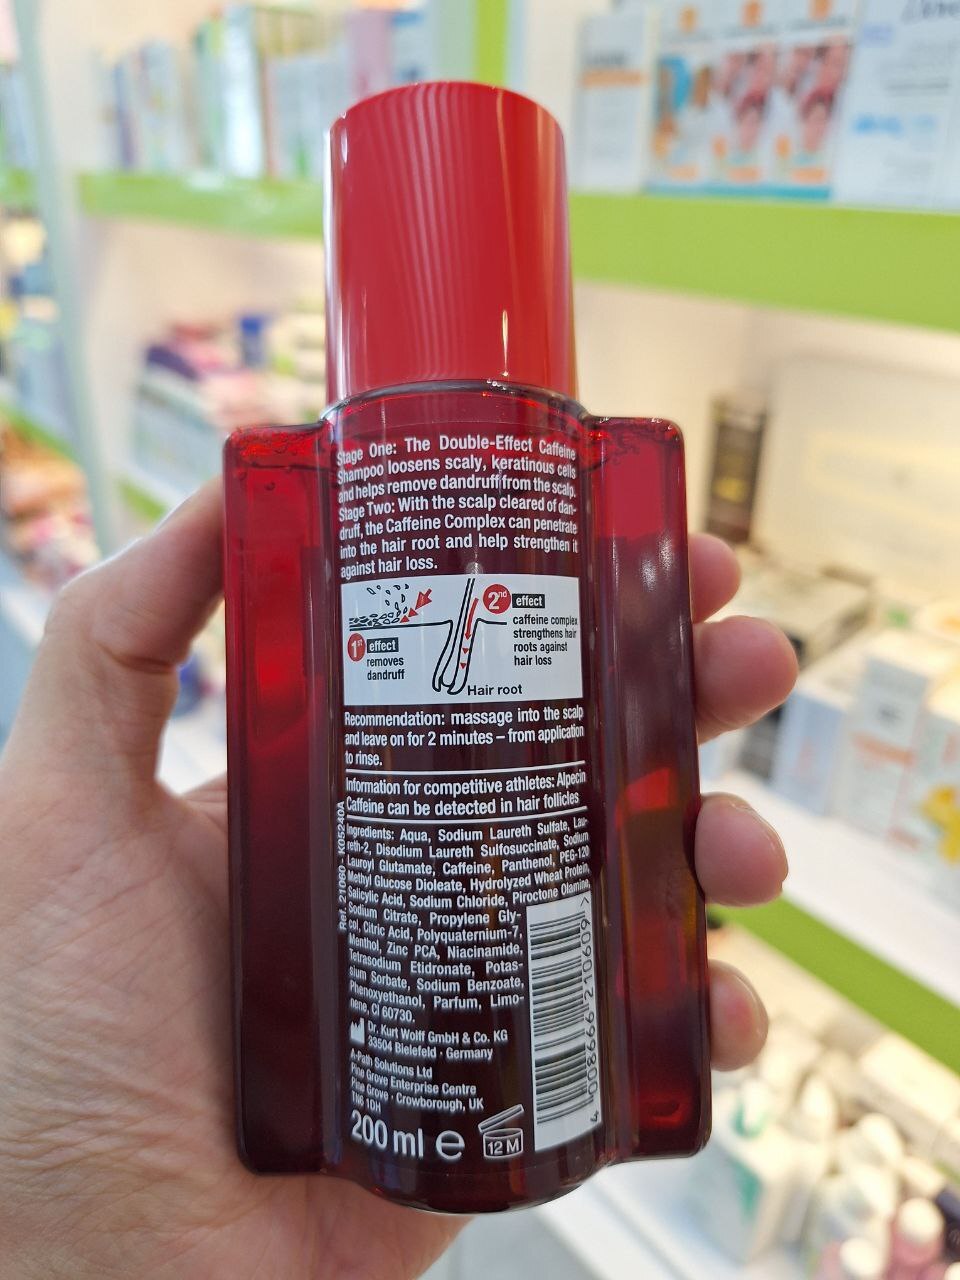 Stage One: The Double-Effect Caffeine
Shampoo loosens scaly, keratinous cells
and helps remove dandruff from the scalp.
Stage Two: With the scalp cleared of dan-
druff, the Caffeine Complex can penetrate
into the hair root and help strengthen it
against hair loss.
1st effect
removes
dandruff
2nd effect
caffeine complex
strengthens hair
roots against
hair loss
Hair root
Recommendation: massage into the scalp
and leave on for 2 minutes – from application
to rinse.
Information for competitive athletes: Alpecin
Caffeine can be detected in hair follicles
Ref. 21060 · X05240A
Ingredients: Aqua, Sodium Laureth Sulfate, Lau-
reth-2, Disodium Laureth Sulfosuccinate, Sodium
Lauroyl Glutamate, Caffeine, Panthenol, PEG-120
Methyl Glucose Dioleate, Hydrolyzed Wheat Protein,
Salicylic Acid, Sodium Chloride, Piroctone Olamine,
Sodium Citrate, Propylene Gly-
col, Citric Acid, Polyquaternium-7,
Menthol, Zinc PCA, Niacinamide,
Tetrasodium Etidronate, Potas-
sium Sorbate, Sodium Benzoate,
Phenoxyethanol, Parfum, Limo-
nene, CI 60730.
Dr. Kurt Wolff GmbH & Co. KG
33504 Bielefeld · Germany
A-Path Solutions Ltd
Pine Grove Enterprise Centre
Pine Grove · Crowborough, UK
TN6 1DH
200 ml e
12 M
4 008666 210609 >